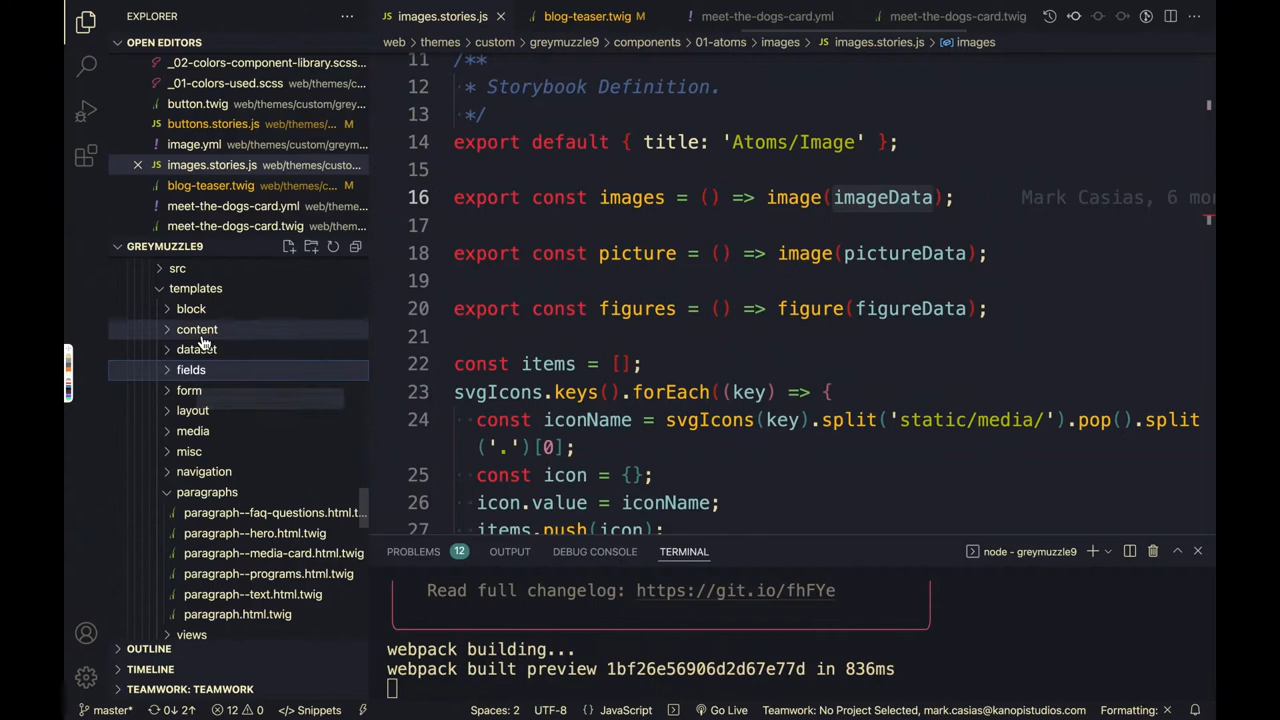 EXPLORER
···
OPEN EDITORS
_02-colors-component-library.scss...
_01-colors-used.scss web/themes/custom...
button.twig web/themes/custom/grey...
JS buttons.stories.js web/themes/... M
! image.yml web/themes/custom/greym...
× JS images.stories.js web/themes/custo...
blog-teaser.twig web/themes/c... M
! meet-the-dogs-card.yml web/themes...
meet-the-dogs-card.twig web/themes...
GREYMUZZLE9
src
templates
block
content
dataset
fields
form
layout
media
misc
navigation
paragraphs
paragraph--faq-questions.html.t...
paragraph--hero.html.twig
paragraph--media-card.html.twig
paragraph--programs.html.twig
paragraph--text.html.twig
paragraph.html.twig
views
OUTLINE
TIMELINE
TEAMWORK: TEAMWORK
JS images.stories.js ×
blog-teaser.twig M
! meet-the-dogs-card.yml
meet-the-dogs-card.twig
web > themes > custom > greymuzzle9 > components > 01-atoms > images > JS images.stories.js > images
11 /**
12 * Storybook Definition.
13 */
14 export default { title: 'Atoms/Image' };
15
16 export const images = () => image(imageData); Mark Casias, 6 mo
17
18 export const picture = () => image(pictureData);
19
20 export const figures = () => figure(figureData);
21
22 const items = [];
23 svgIcons.keys().forEach((key) => {
24 const iconName = svgIcons(key).split('static/media/').pop().split
('.')[0];
25 const icon = {};
26 icon.value = iconName;
27 items.push(icon);
PROBLEMS 12 OUTPUT DEBUG CONSOLE TERMINAL
node - greymuzzle9
Read full changelog: https://git.io/fhFYe
webpack building...
webpack built preview 1bf26e56906d2d67e77d in 836ms
master* 0↓ 2↑ 12 0 </> Snippets
Spaces: 2 UTF-8 {} JavaScript Go Live Teamwork: No Project Selected, mark.casias@kanopistudios.com Formatting: ×